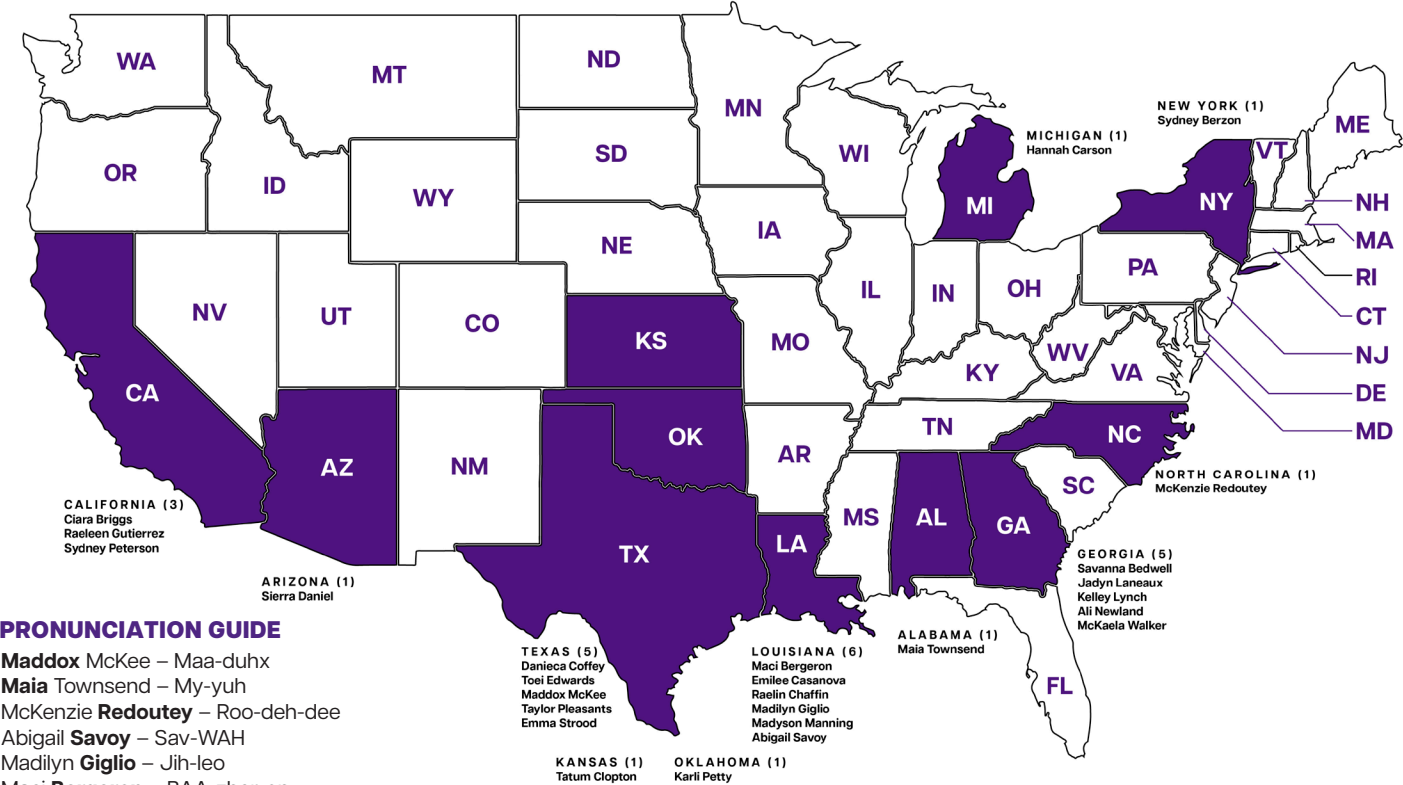 WA
MT
ND
MN
OR
ID
WY
SD
WI
MI
NY
VT
ME
NH
MA
RI
CT
NJ
DE
MD
NV
UT
CO
NE
IA
IL
IN
OH
PA
CA
KS
MO
KY
WV
VA
AZ
NM
OK
AR
TN
NC
TX
LA
MS
AL
GA
SC
FL
NEW YORK (1)
Sydney Berzon
MICHIGAN (1)
Hannah Carson
NORTH CAROLINA (1)
McKenzie Redoutey
CALIFORNIA (3)
Ciara Briggs
Raeleen Gutierrez
Sydney Peterson
ARIZONA (1)
Sierra Daniel
GEORGIA (5)
Savanna Bedwell
Jadyn Laneaux
Kelley Lynch
Ali Newland
McKaela Walker
ALABAMA (1)
Maia Townsend
TEXAS (5)
Danieca Coffey
Toei Edwards
Maddox McKee
Taylor Pleasants
Emma Strood
LOUISIANA (6)
Maci Bergeron
Emilee Casanova
Raelin Chaffin
Madilyn Giglio
Madyson Manning
Abigail Savoy
KANSAS (1)
Tatum Clopton
OKLAHOMA (1)
Karli Petty
PRONUNCIATION GUIDE
Maddox McKee – Maa-duhx
Maia Townsend – My-yuh
McKenzie Redoutey – Roo-deh-dee
Abigail Savoy – Sav-WAH
Madilyn Giglio – Jih-leo